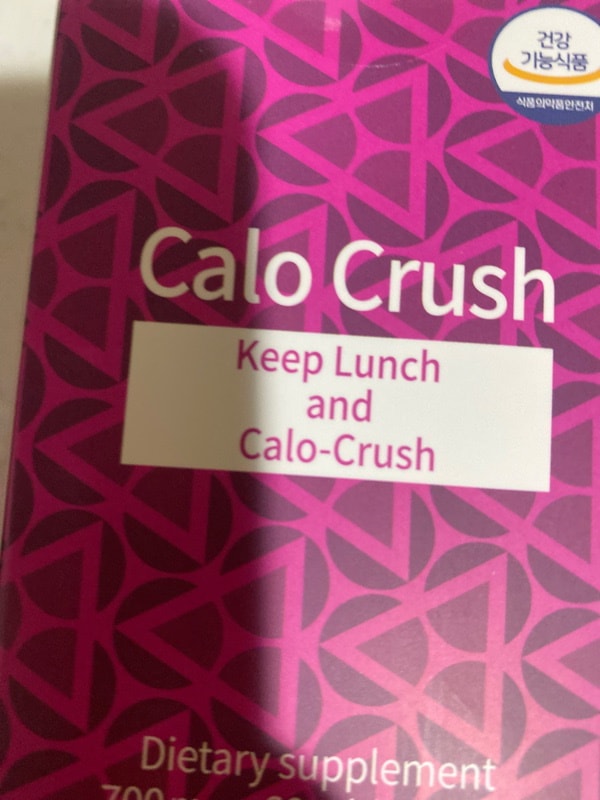 건강
기능식품
식품의약품안전처
Calo Crush
Keep Lunch
and
Calo-Crush
Dietary supplement